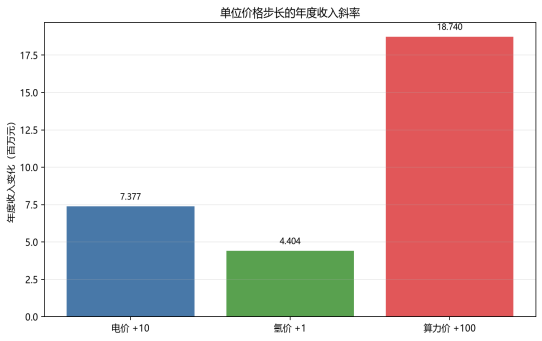 单位价格步长的年度收入斜率
年度收入变化（百万元）
17.5
15.0
12.5
10.0
7.5
5.0
2.5
0.0
7.377
4.404
18.740
电价 +10
氢价 +1
算力价 +100